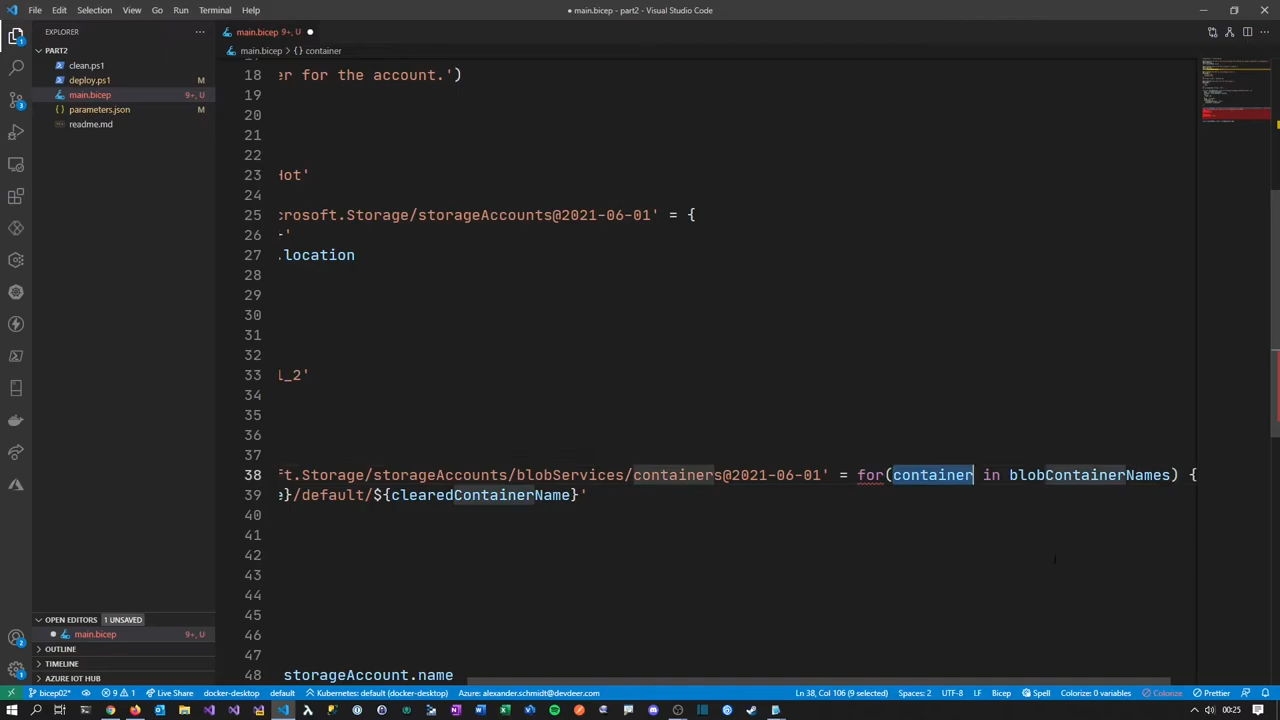 File Edit Selection View Go Run Terminal Help
● main.bicep - part2 - Visual Studio Code
EXPLORER
PART2
clean.ps1
deploy.ps1 M
main.bicep 9+, U
parameters.json M
readme.md
OPEN EDITORS 1 UNSAVED
main.bicep 9+, U
OUTLINE
TIMELINE
AZURE IOT HUB
main.bicep 9+, U
main.bicep > {} container
18 er for the account.')
19
20
21
22
23 Hot'
24
25 crosoft.Storage/storageAccounts@2021-06-01' = {
26 '
27 .location
28
29
30
31
32
33 1_2'
34
35
36
37
38 ft.Storage/storageAccounts/blobServices/containers@2021-06-01' = for(container in blobContainerNames) {
39 e}/default/${clearedContainerName}'
40
41
42
43
44
45
46
47
48 storageAccount.name
bicep02* 9 1 Live Share docker-desktop default Kubernetes: default (docker-desktop) Azure: alexander.schmidt@devdeer.com Ln 38, Col 106 (9 selected) Spaces: 2 UTF-8 LF Bicep Spell Colorize: 0 variables Colorize Prettier
00:25